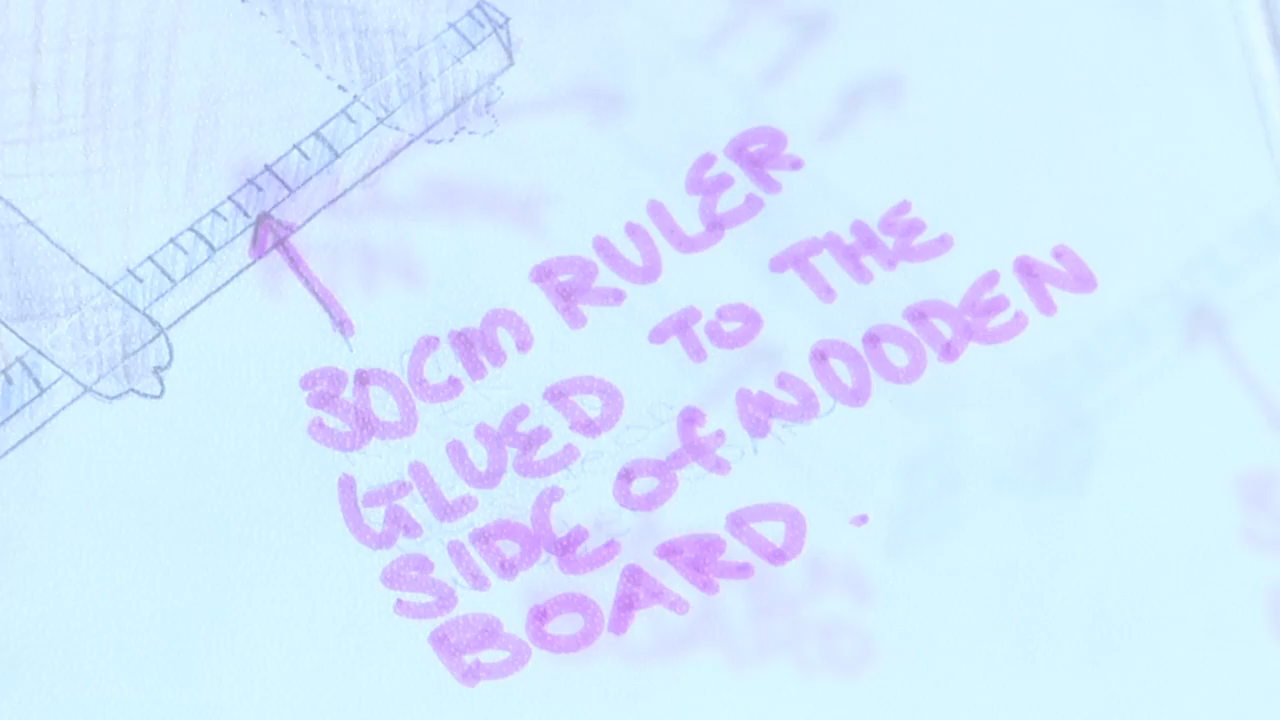 30cm RULER
GLUED TO THE
SIDE Of WOODEN
BOARD.